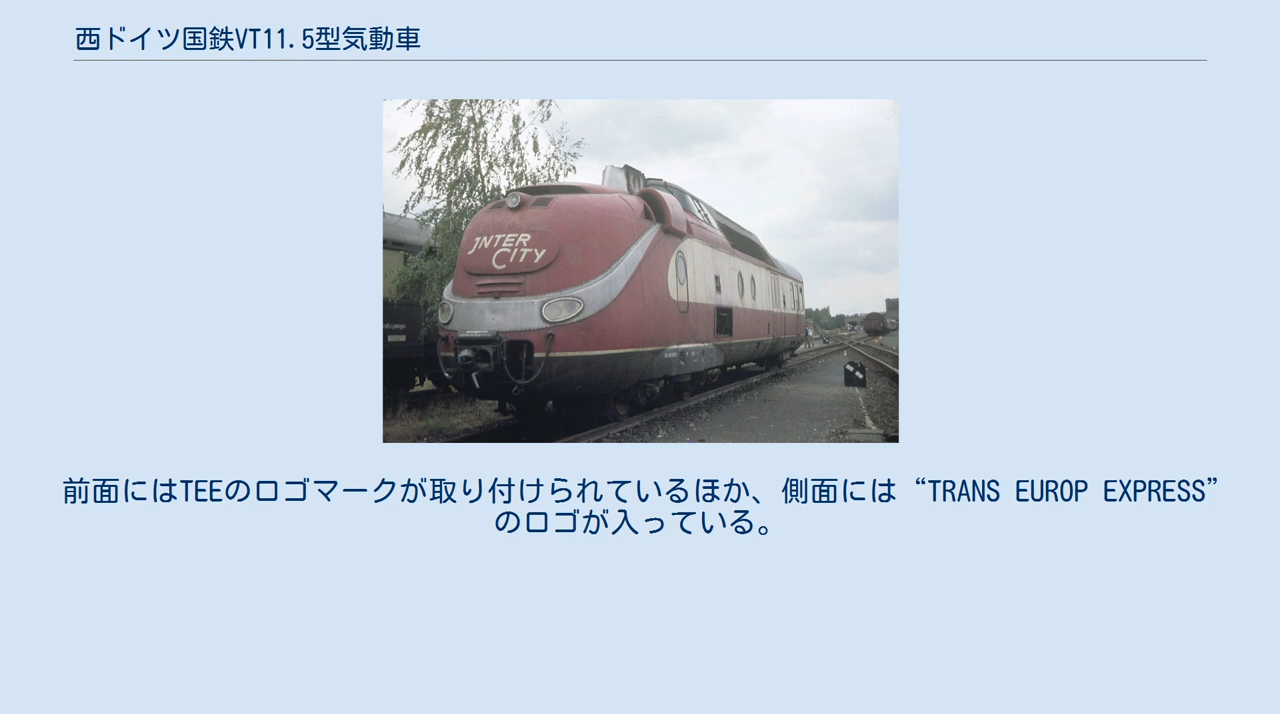 西ドイツ国鉄VT11.5型気動車
INTER
CITY
前面にはTEEのロゴマークが取り付けられているほか、側面には“TRANS EUROP EXPRESS”
のロゴが入っている。